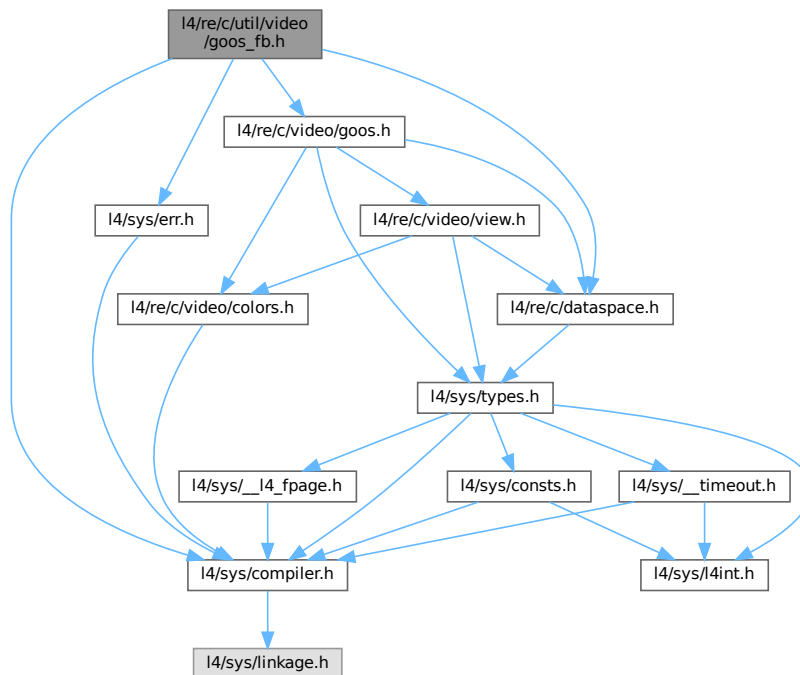 l4/re/c/util/video
/goos_fb.h
l4/re/c/video/goos.h
l4/sys/err.h
l4/re/c/video/view.h
l4/re/c/video/colors.h
l4/re/c/dataspace.h
l4/sys/types.h
l4/sys/__l4_fpage.h
l4/sys/consts.h
l4/sys/__timeout.h
l4/sys/compiler.h
l4/sys/l4int.h
l4/sys/linkage.h